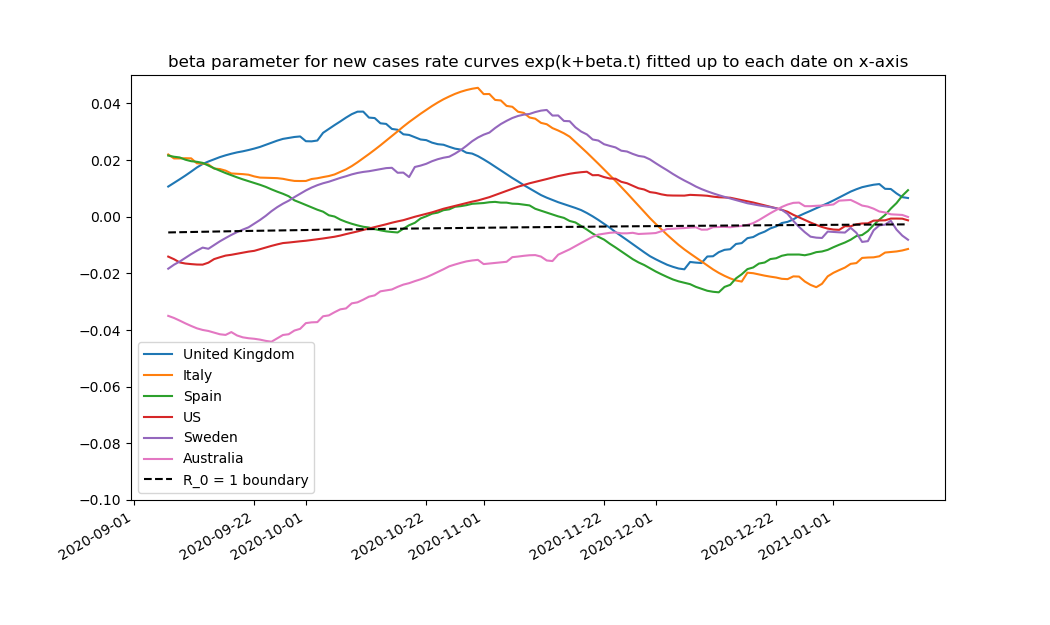 beta parameter for new cases rate curves exp(k+beta.t) fitted up to each date on x-axis
0.04
0.02
0.00
−0.02
−0.04
−0.06
−0.08
−0.10
United Kingdom
Italy
Spain
US
Sweden
Australia
R_0 = 1 boundary
2020-09-01
2020-09-22
2020-10-01
2020-10-22
2020-11-01
2020-11-22
2020-12-01
2020-12-22
2021-01-01